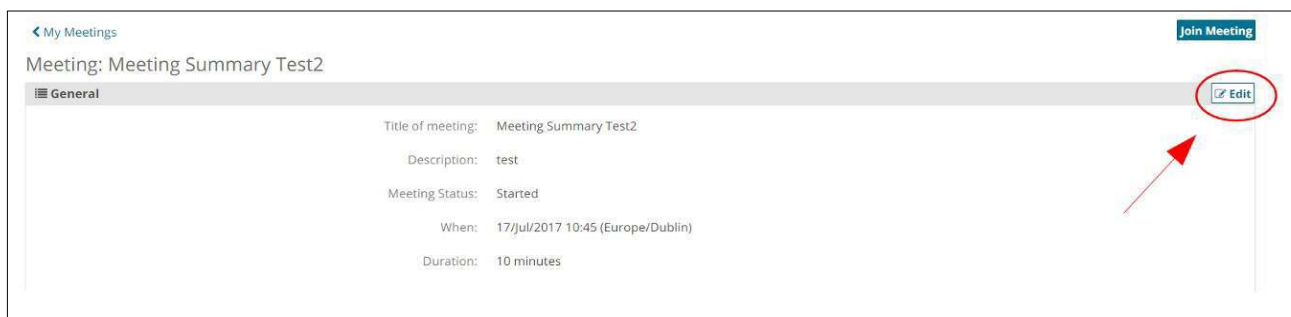 My Meetings
Join Meeting
Meeting: Meeting Summary Test2
General
Edit
Title of meeting: Meeting Summary Test2
Description: test
Meeting Status: Started
When: 17/Jul/2017 10:45 (Europe/Dublin)
Duration: 10 minutes